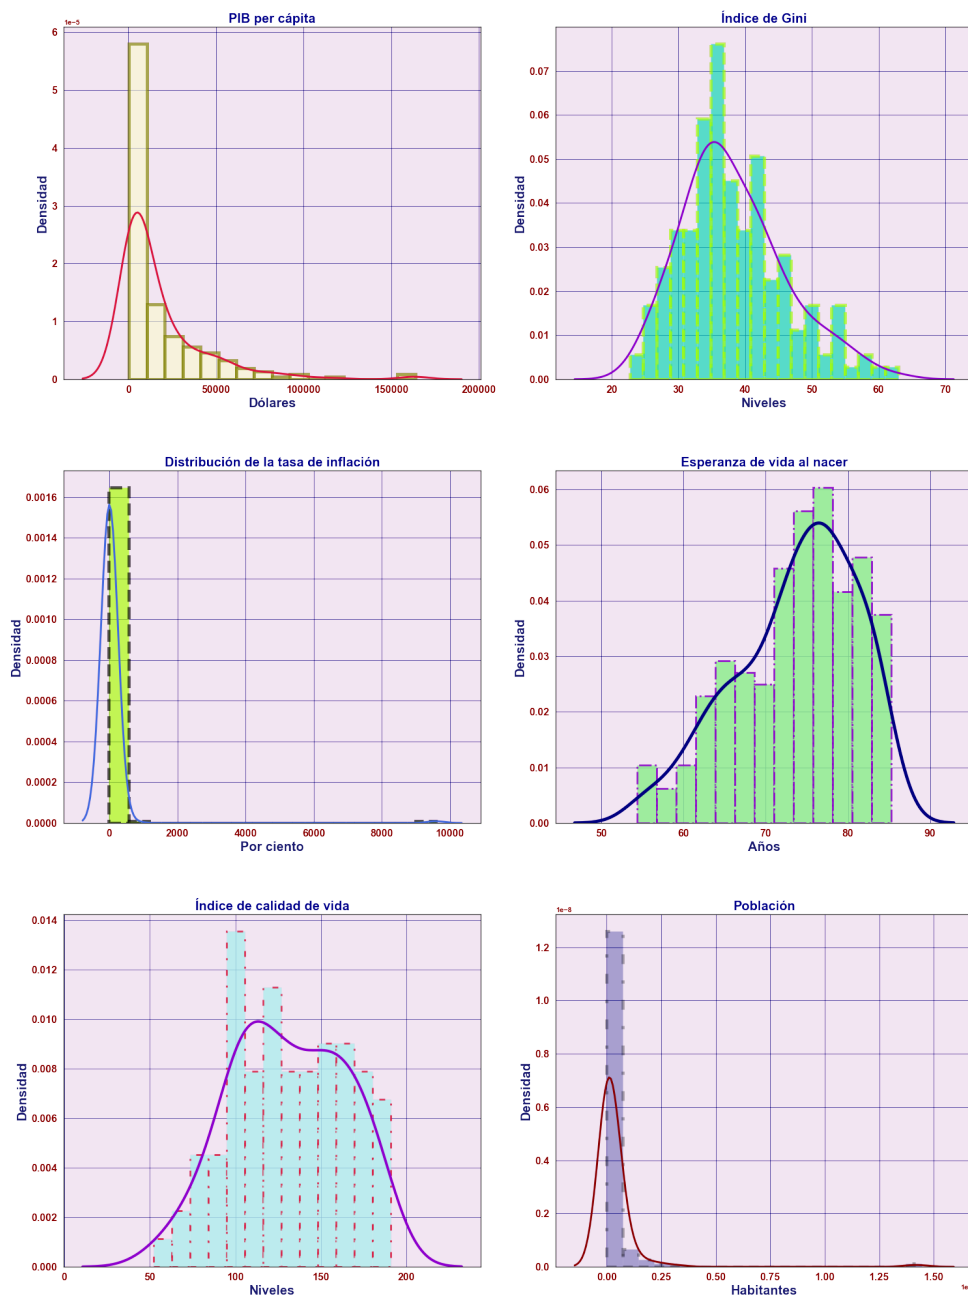 PIB per cápita
1e−5
6
5
4
3
2
1
0
Densidad
0 50000 100000 150000 200000
Dólares
Índice de Gini
0.07
0.06
0.05
0.04
0.03
0.02
0.01
0.00
Densidad
20 30 40 50 60 70
Niveles
Distribución de la tasa de inflación
0.0016
0.0014
0.0012
0.0010
0.0008
0.0006
0.0004
0.0002
0.0000
Densidad
0 2000 4000 6000 8000 10000
Por ciento
Esperanza de vida al nacer
0.06
0.05
0.04
0.03
0.02
0.01
0.00
Densidad
50 60 70 80 90
Años
Índice de calidad de vida
0.014
0.012
0.010
0.008
0.006
0.004
0.002
0.000
Densidad
0 50 100 150 200
Niveles
Población
1e−8
1.2
1.0
0.8
0.6
0.4
0.2
0.0
Densidad
0.00 0.25 0.50 0.75 1.00 1.25 1.50
Habitantes